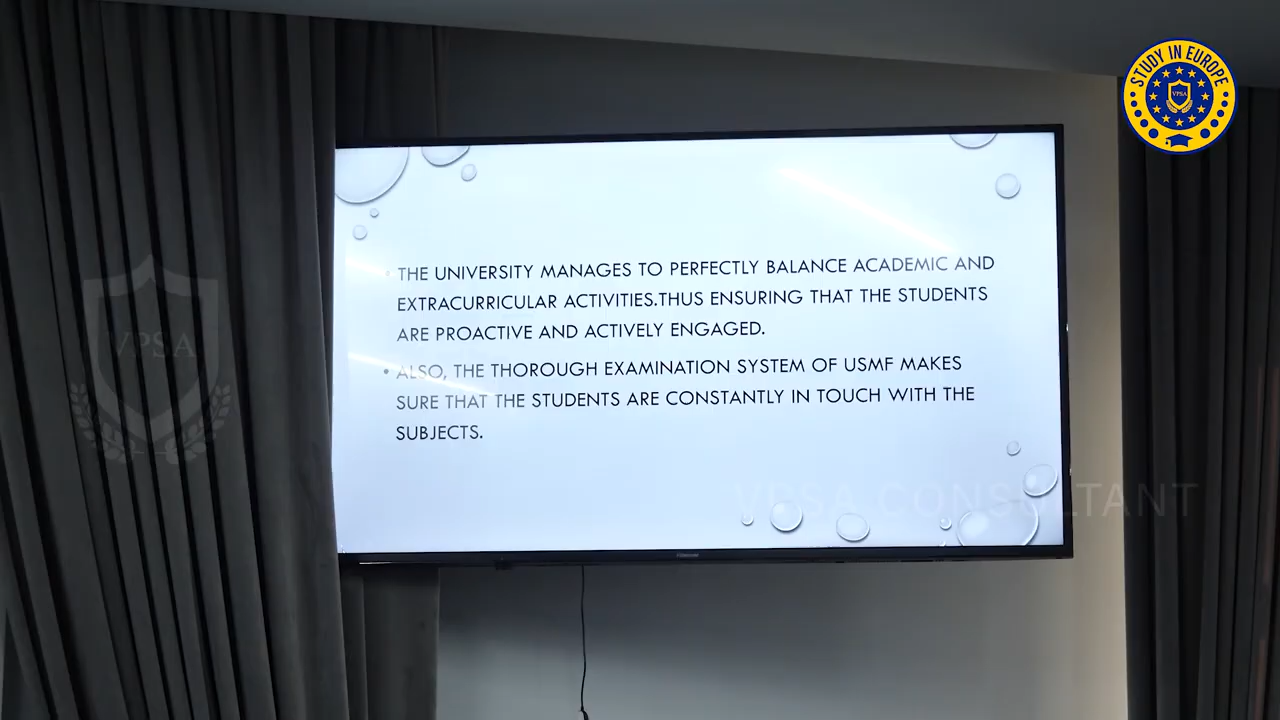 STUDY IN EUROPE
VPSA
THE UNIVERSITY MANAGES TO PERFECTLY BALANCE ACADEMIC AND
EXTRACURRICULAR ACTIVITIES.THUS ENSURING THAT THE STUDENTS
ARE PROACTIVE AND ACTIVELY ENGAGED.
ALSO, THE THOROUGH EXAMINATION SYSTEM OF USMF MAKES
SURE THAT THE STUDENTS ARE CONSTANTLY IN TOUCH WITH THE
SUBJECTS.
VPSA
VPSA CONSULTANT